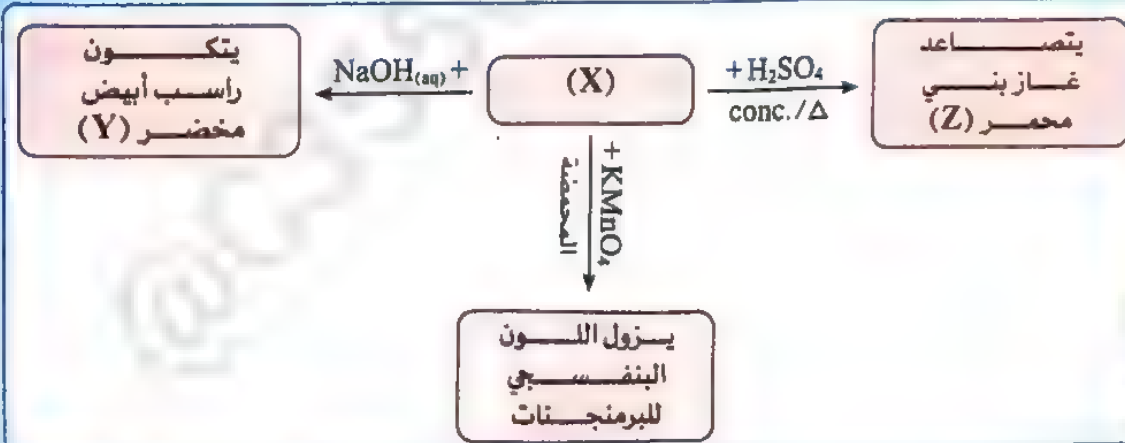 يتكون
راسب أبيض
مخضر (Y)
NaOH(aq) +
(X)
+ H₂SO₄
conc./Δ
يتصاعد
غاز بني
محمر (Z)
+ KMnO₄
المحمضة
يزول اللون
البنفسجي
للبرمنجنات